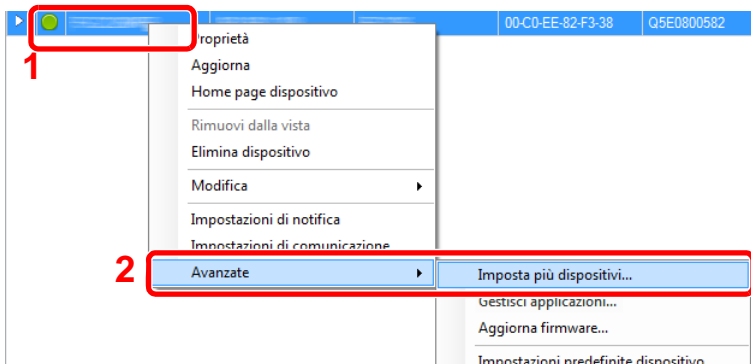 00-C0-EE-82-F3-38 Q5E0800582
1
Proprietà
Aggiorna
Home page dispositivo
Rimuovi dalla vista
Elimina dispositivo
Modifica
Impostazioni di notifica
Impostazioni di comunicazione
2
Avanzate
Imposta più dispositivi...
Gestisci applicazioni...
Aggiorna firmware...
Impostazioni predefinite dispositivo